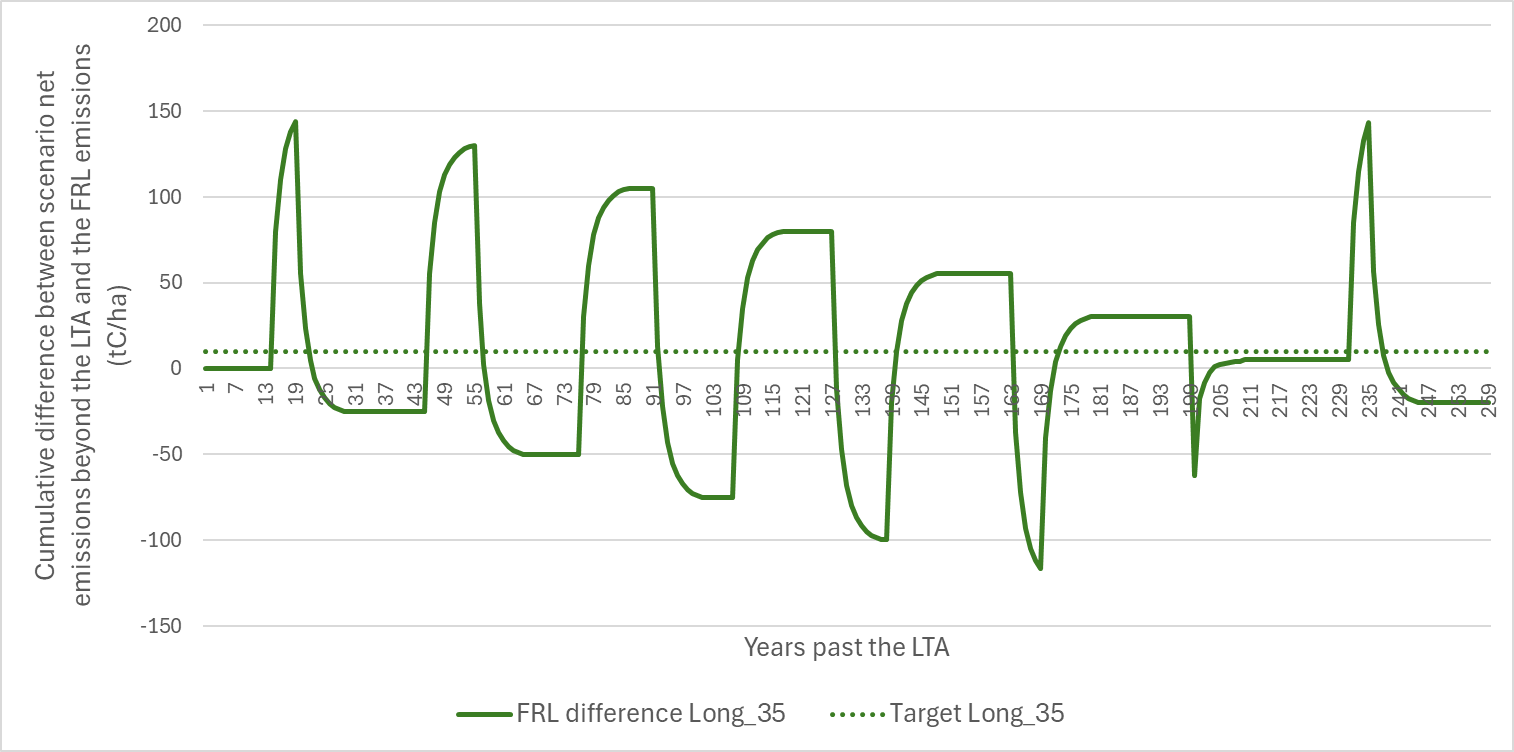 Cumulative difference between scenario net
emissions beyond the LTA and the FRL emissions
(tC/ha)
200
150
100
50
0
-50
-100
-150
1 7 13 19 25 31 37 43 49 55 61 67 73 79 85 91 97 103 109 115 121 127 133 139 145 151 157 163 169 175 181 187 193 199 205 211 217 223 229 235 241 247 253 259
Years past the LTA
FRL difference Long_35 Target Long_35